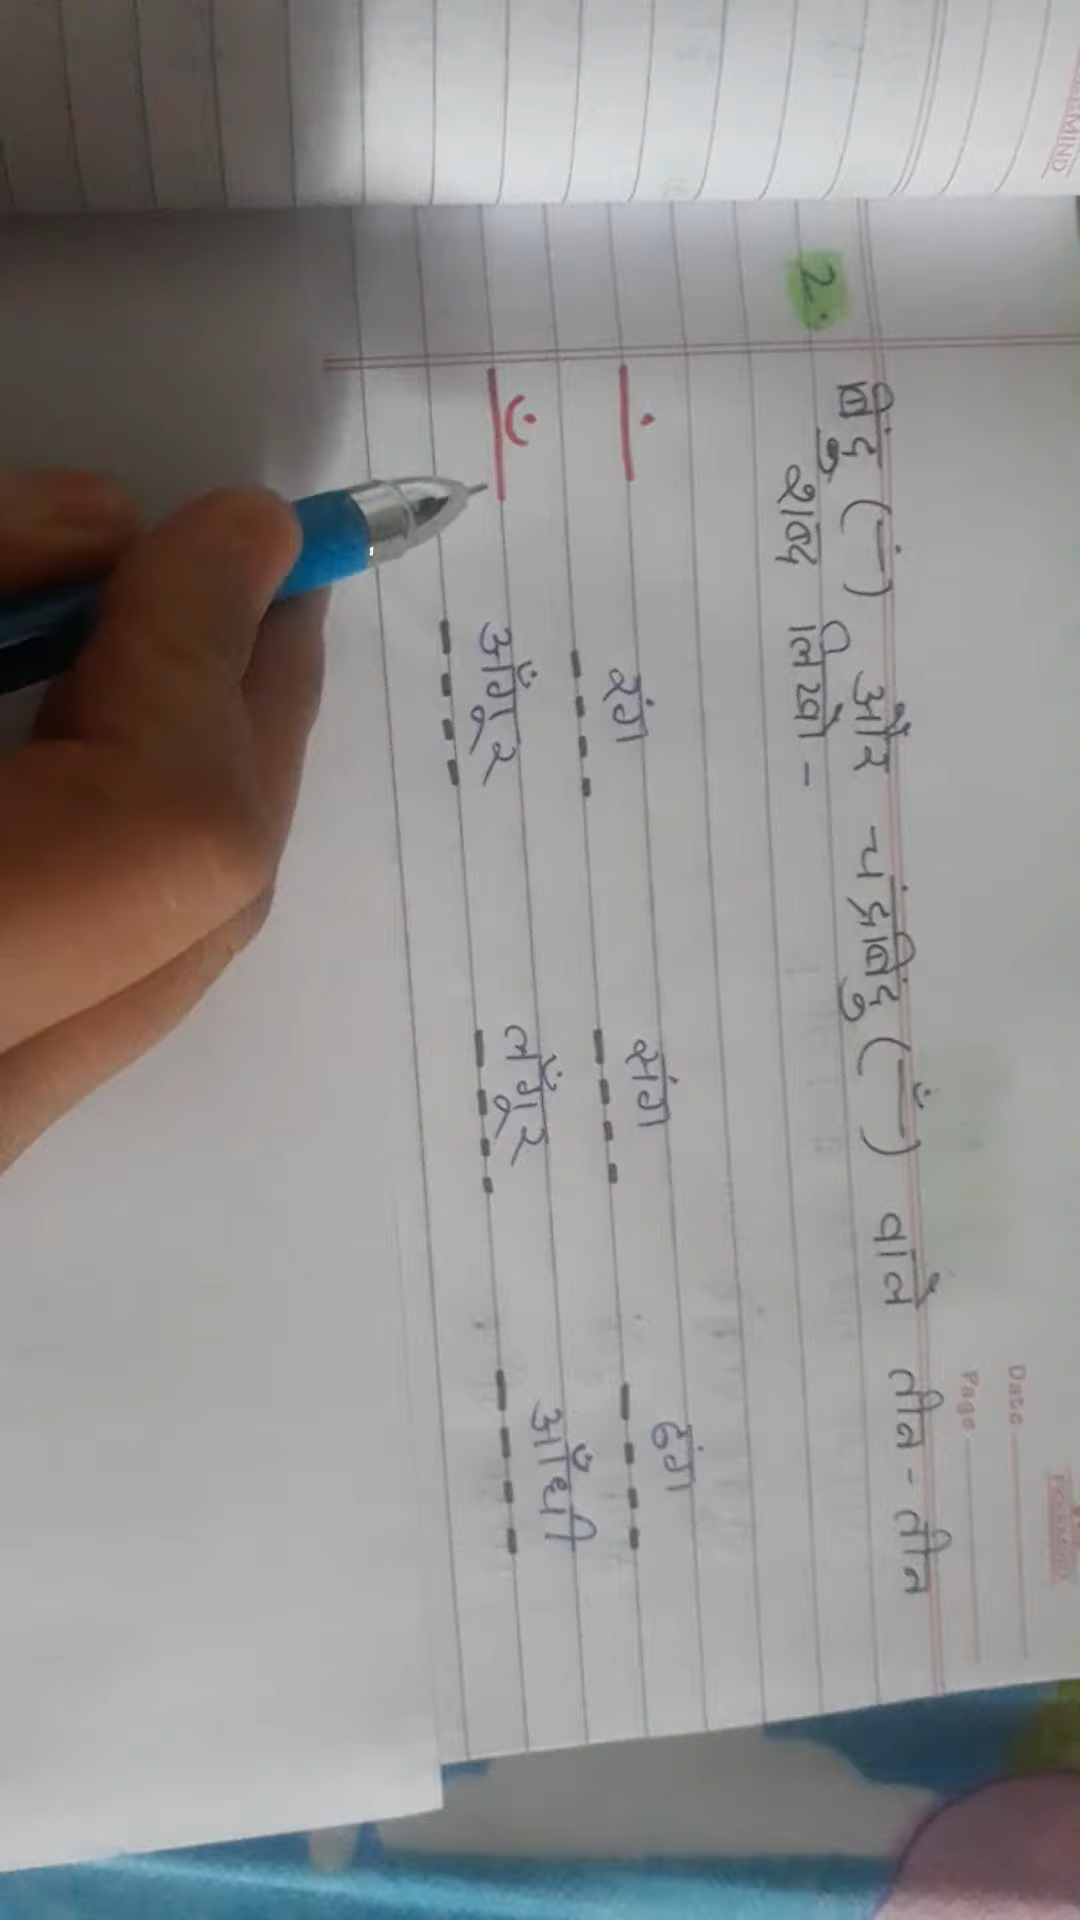 Date
Page
2. बिंदु (ं) और चंद्रबिंदु (ँ) वाले तीन - तीन
शब्द लिखो -
ं रंग संग ढंग
ँ अँगूर लँगूर आँधी